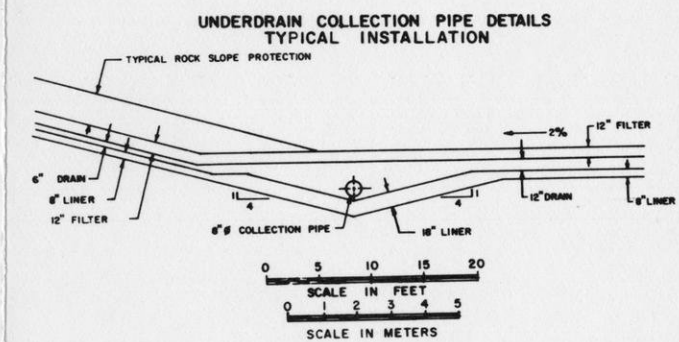 UNDERDRAIN COLLECTION PIPE DETAILS
TYPICAL INSTALLATION
TYPICAL ROCK SLOPE PROTECTION
2%
12" FILTER
6" DRAIN
8" LINER
12" FILTER
1
4
6" Ø COLLECTION PIPE
18" LINER
1
4
12" DRAIN
8" LINER
0 5 10 15 20
SCALE IN FEET
0 1 2 3 4 5
SCALE IN METERS